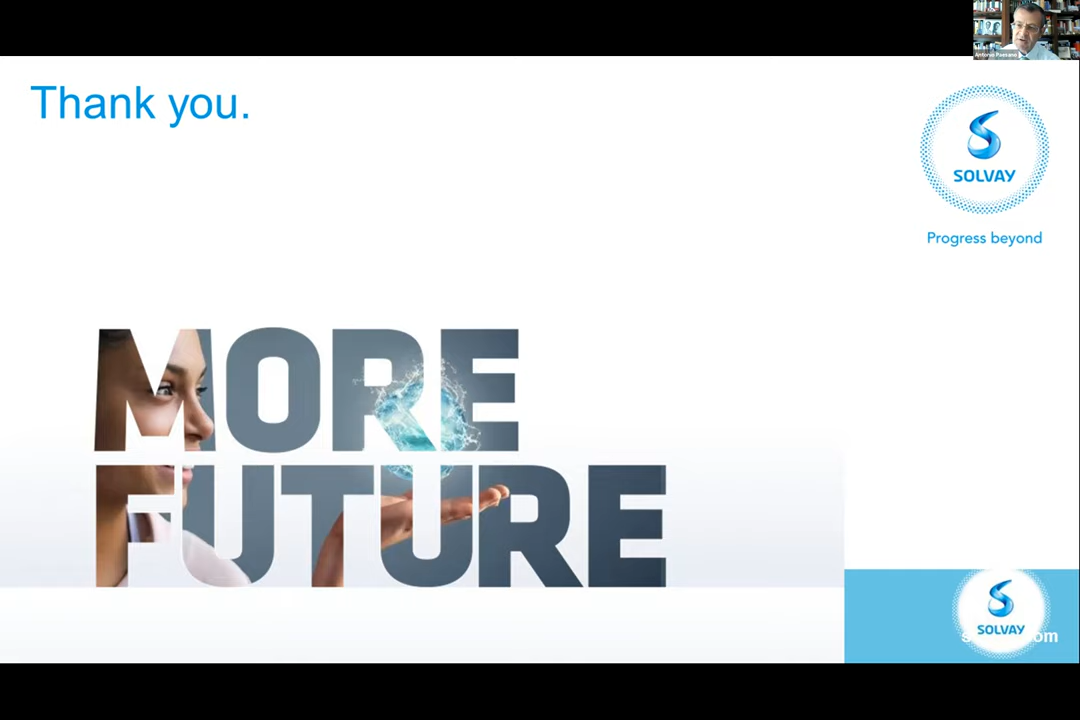 Thank you.
SOLVAY
Progress beyond
MORE
FUTURE
SOLVAY